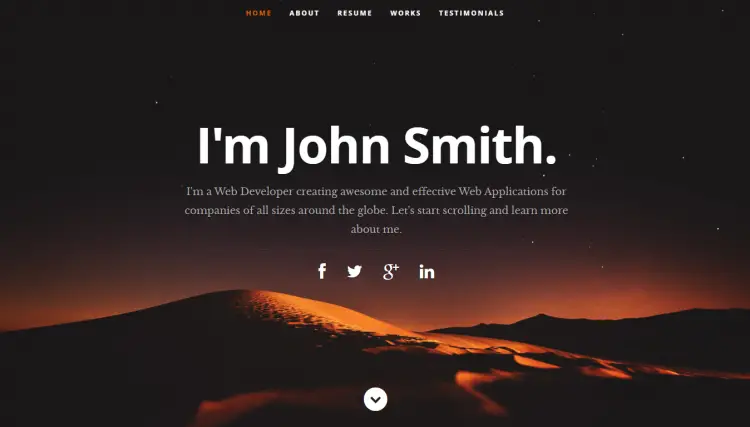 HOME ABOUT RESUME WORKS TESTIMONIALS
I'm John Smith.
I'm a Web Developer creating awesome and effective Web Applications for
companies of all sizes around the globe. Let's start scrolling and learn more
about me.